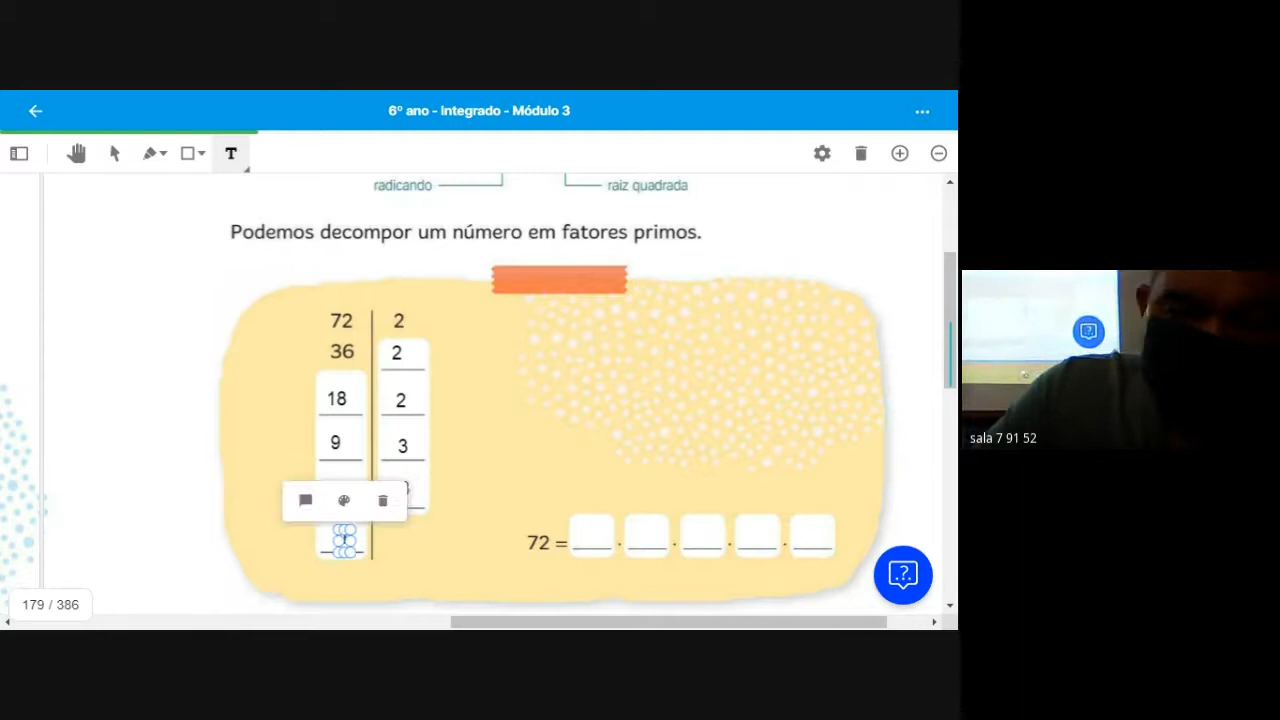 6º ano - Integrado - Módulo 3
T
radicando
raiz quadrada
Podemos decompor um número em fatores primos.
72 2
36 2
18 2
9 3
72 = . . . .
179 / 386
sala 7 91 52